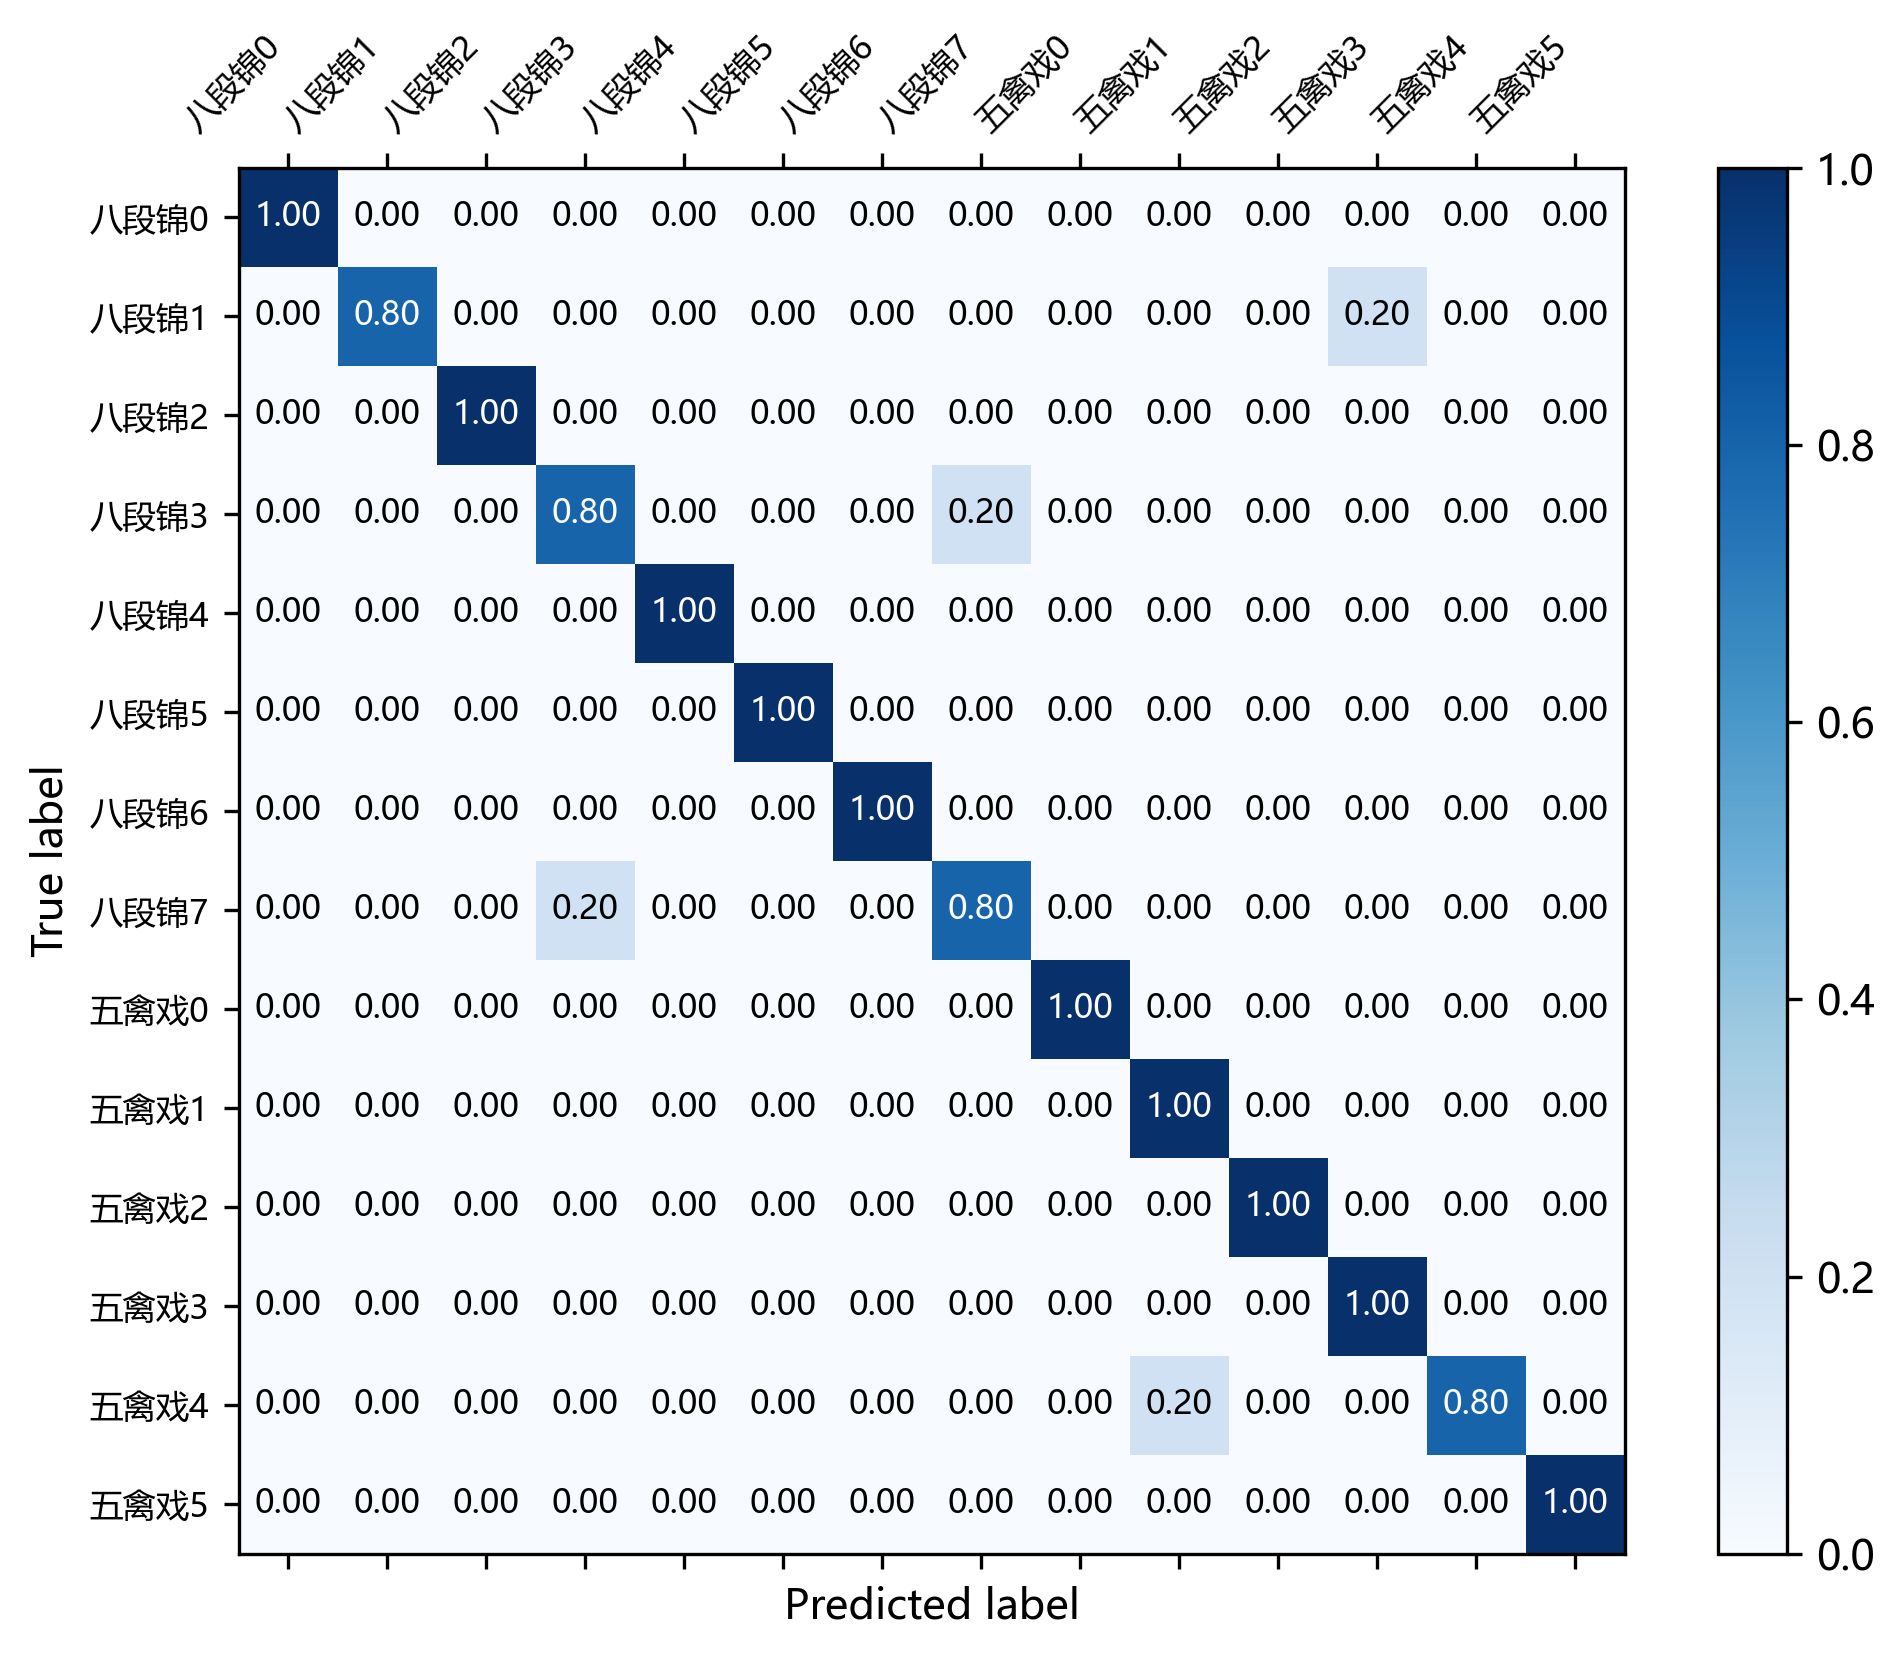 八段锦0 八段锦1 八段锦2 八段锦3 八段锦4 八段锦5 八段锦6 八段锦7 五禽戏0 五禽戏1 五禽戏2 五禽戏3 五禽戏4 五禽戏5
八段锦0 1.00 0.00 0.00 0.00 0.00 0.00 0.00 0.00 0.00 0.00 0.00 0.00 0.00 0.00
八段锦1 0.00 0.80 0.00 0.00 0.00 0.00 0.00 0.00 0.00 0.00 0.00 0.20 0.00 0.00
八段锦2 0.00 0.00 1.00 0.00 0.00 0.00 0.00 0.00 0.00 0.00 0.00 0.00 0.00 0.00
八段锦3 0.00 0.00 0.00 0.80 0.00 0.00 0.00 0.20 0.00 0.00 0.00 0.00 0.00 0.00
八段锦4 0.00 0.00 0.00 0.00 1.00 0.00 0.00 0.00 0.00 0.00 0.00 0.00 0.00 0.00
八段锦5 0.00 0.00 0.00 0.00 0.00 1.00 0.00 0.00 0.00 0.00 0.00 0.00 0.00 0.00
八段锦6 0.00 0.00 0.00 0.00 0.00 0.00 1.00 0.00 0.00 0.00 0.00 0.00 0.00 0.00
八段锦7 0.00 0.00 0.00 0.20 0.00 0.00 0.00 0.80 0.00 0.00 0.00 0.00 0.00 0.00
五禽戏0 0.00 0.00 0.00 0.00 0.00 0.00 0.00 0.00 1.00 0.00 0.00 0.00 0.00 0.00
五禽戏1 0.00 0.00 0.00 0.00 0.00 0.00 0.00 0.00 0.00 1.00 0.00 0.00 0.00 0.00
五禽戏2 0.00 0.00 0.00 0.00 0.00 0.00 0.00 0.00 0.00 0.00 1.00 0.00 0.00 0.00
五禽戏3 0.00 0.00 0.00 0.00 0.00 0.00 0.00 0.00 0.00 0.00 0.00 1.00 0.00 0.00
五禽戏4 0.00 0.00 0.00 0.00 0.00 0.00 0.00 0.00 0.00 0.20 0.00 0.00 0.80 0.00
五禽戏5 0.00 0.00 0.00 0.00 0.00 0.00 0.00 0.00 0.00 0.00 0.00 0.00 0.00 1.00
True label
Predicted label
1.0
0.8
0.6
0.4
0.2
0.0